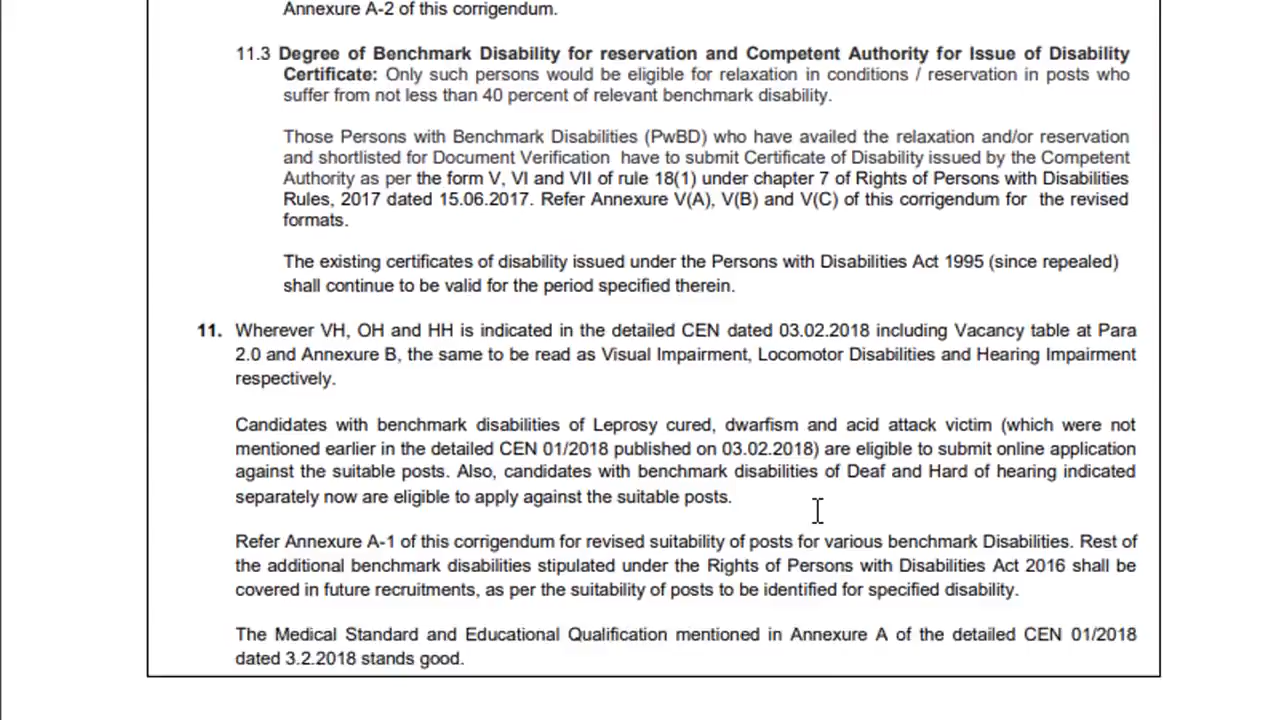 Annexure A-2 of this corrigendum.
11.3 Degree of Benchmark Disability for reservation and Competent Authority for Issue of Disability
Certificate: Only such persons would be eligible for relaxation in conditions / reservation in posts who
suffer from not less than 40 percent of relevant benchmark disability.
Those Persons with Benchmark Disabilities (PwBD) who have availed the relaxation and/or reservation
and shortlisted for Document Verification have to submit Certificate of Disability issued by the Competent
Authority as per the form V, VI and VII of rule 18(1) under chapter 7 of Rights of Persons with Disabilities
Rules, 2017 dated 15.06.2017. Refer Annexure V(A), V(B) and V(C) of this corrigendum for the revised
formats.
The existing certificates of disability issued under the Persons with Disabilities Act 1995 (since repealed)
shall continue to be valid for the period specified therein.
11. Wherever VH, OH and HH is indicated in the detailed CEN dated 03.02.2018 including Vacancy table at Para
2.0 and Annexure B, the same to be read as Visual Impairment, Locomotor Disabilities and Hearing Impairment
respectively.
Candidates with benchmark disabilities of Leprosy cured, dwarfism and acid attack victim (which were not
mentioned earlier in the detailed CEN 01/2018 published on 03.02.2018) are eligible to submit online application
against the suitable posts. Also, candidates with benchmark disabilities of Deaf and Hard of hearing indicated
separately now are eligible to apply against the suitable posts.
Refer Annexure A-1 of this corrigendum for revised suitability of posts for various benchmark Disabilities. Rest of
the additional benchmark disabilities stipulated under the Rights of Persons with Disabilities Act 2016 shall be
covered in future recruitments, as per the suitability of posts to be identified for specified disability.
The Medical Standard and Educational Qualification mentioned in Annexure A of the detailed CEN 01/2018
dated 3.2.2018 stands good.